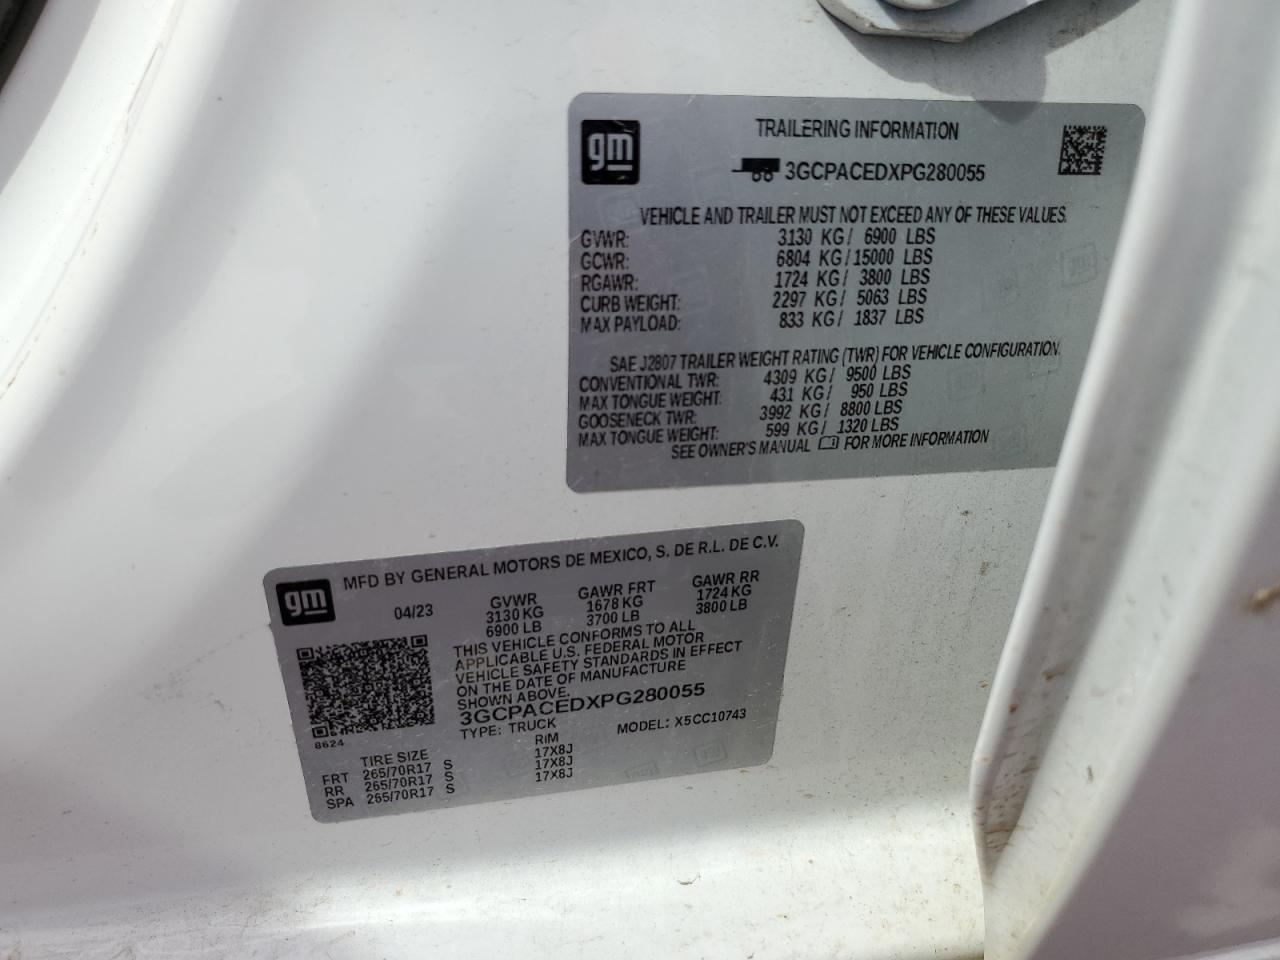 gm
TRAILERING INFORMATION
3GCPACEDXPG280055
VEHICLE AND TRAILER MUST NOT EXCEED ANY OF THESE VALUES.
GVWR: 3130 KG/ 6900 LBS
GCWR: 6804 KG/15000 LBS
RGAWR: 1724 KG/ 3800 LBS
CURB WEIGHT: 2297 KG/ 5063 LBS
MAX PAYLOAD: 833 KG/ 1837 LBS
SAE J2807 TRAILER WEIGHT RATING (TWR) FOR VEHICLE CONFIGURATION.
CONVENTIONAL TWR: 4309 KG/ 9500 LBS
MAX TONGUE WEIGHT: 431 KG/ 950 LBS
GOOSENECK TWR: 3992 KG/ 8800 LBS
MAX TONGUE WEIGHT: 599 KG/ 1320 LBS
SEE OWNER'S MANUAL FOR MORE INFORMATION
gm
MFD BY GENERAL MOTORS DE MEXICO, S. DE R.L. DE C.V.
04/23
GVWR GAWR FRT GAWR RR
3130 KG 1678 KG 1724 KG
6900 LB 3700 LB 3800 LB
THIS VEHICLE CONFORMS TO ALL
APPLICABLE U.S. FEDERAL MOTOR
VEHICLE SAFETY STANDARDS IN EFFECT
ON THE DATE OF MANUFACTURE
SHOWN ABOVE.
3GCPACEDXPG280055
TYPE: TRUCK MODEL: X5CC10743
8624
TIRE SIZE RIM
FRT 265/70R17 S 17X8J
RR 265/70R17 S 17X8J
SPA 265/70R17 S 17X8J